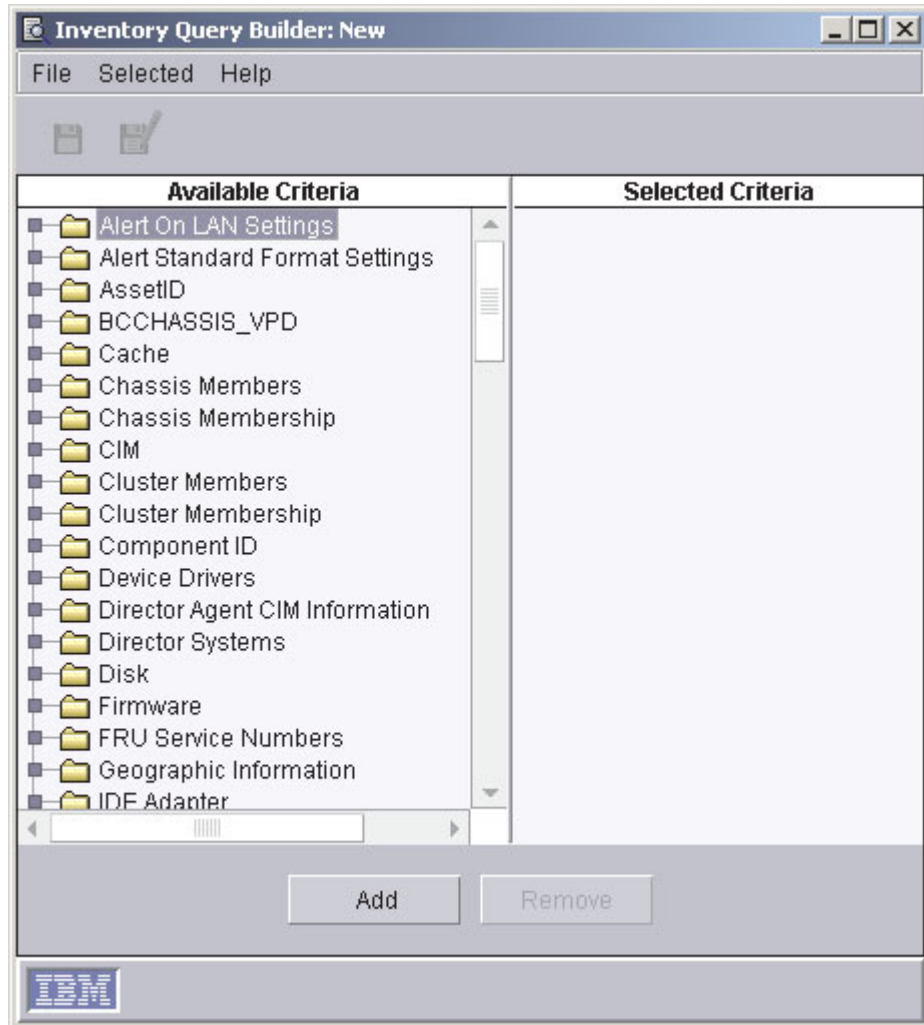 Inventory Query Builder: New
File Selected Help
Available Criteria
Selected Criteria
Alert On LAN Settings
Alert Standard Format Settings
AssetID
BCCHASSIS_VPD
Cache
Chassis Members
Chassis Membership
CIM
Cluster Members
Cluster Membership
Component ID
Device Drivers
Director Agent CIM Information
Director Systems
Disk
Firmware
FRU Service Numbers
Geographic Information
IDE Adapter
Add
Remove
IBM